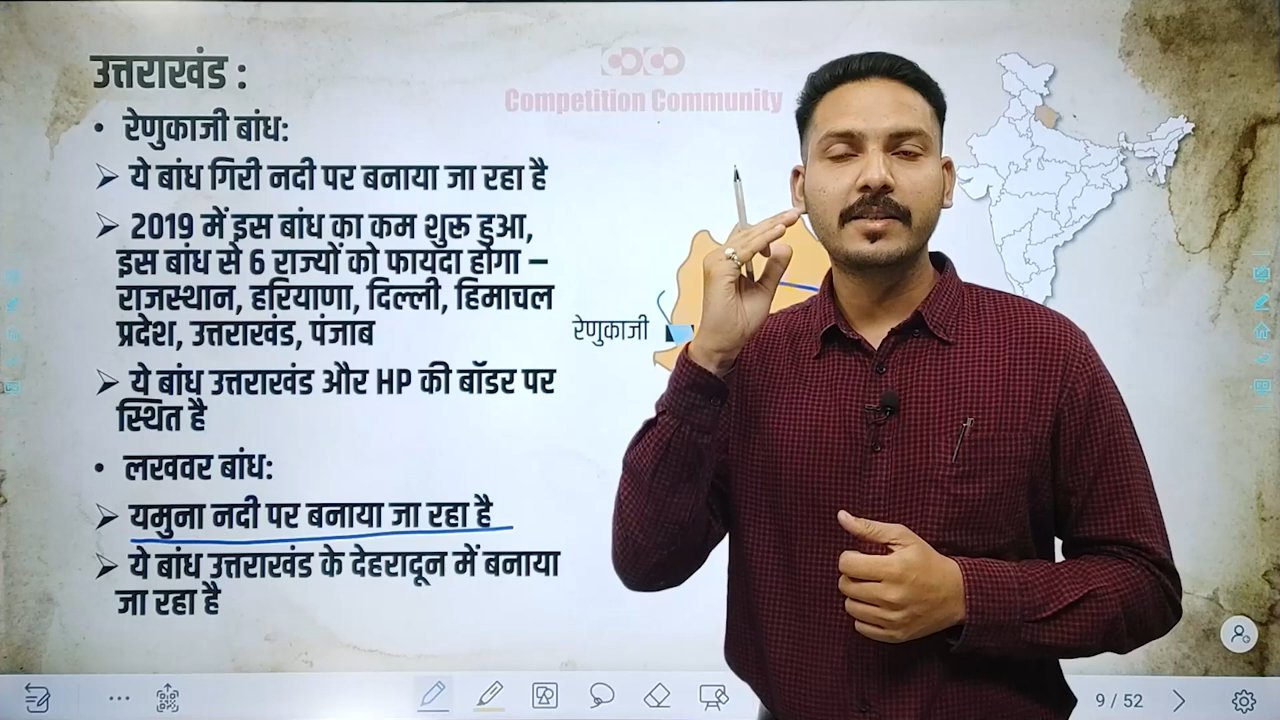 उत्तराखंड :
• रेणुकाजी बांध:
➢ ये बांध गिरी नदी पर बनाया जा रहा है
➢ 2019 में इस बांध का कम शुरू हुआ,
इस बांध से 6 राज्यों को फायदा होगा –
राजस्थान, हरियाणा, दिल्ली, हिमाचल
प्रदेश, उत्तराखंड, पंजाब
➢ ये बांध उत्तराखंड और HP की बॉडर पर
स्थित है
• लखवर बांध:
➢ यमुना नदी पर बनाया जा रहा है
➢ ये बांध उत्तराखंड के देहरादून में बनाया
जा रहा है
Competition Community
रेणुकाजी
9 / 52